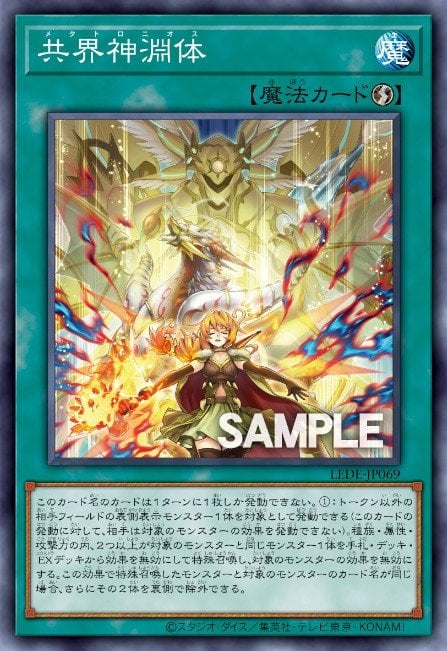 メタトロニオス
共界神淵体
魔
まほう
【魔法カード】
SAMPLE
LEDE-JP069
このカード名のカードは1ターンに1枚しか発動できない。①:トークン以外の
相手フィールドの表側表示モンスター1体を対象として発動できる(このカードの
発動に対して、相手は対象のモンスターの効果を発動できない)。種族・属性・
攻撃力の内、2つ以上が対象のモンスターと同じモンスター1体を手札・デッキ・
EXデッキから効果を無効にして特殊召喚し、対象のモンスターの効果を無効に
する。この効果で特殊召喚したモンスターと対象のモンスターのカード名が同じ
場合、さらにその2体を裏側で除外できる。
©スタジオ・ダイス/集英社・テレビ東京・KONAMI